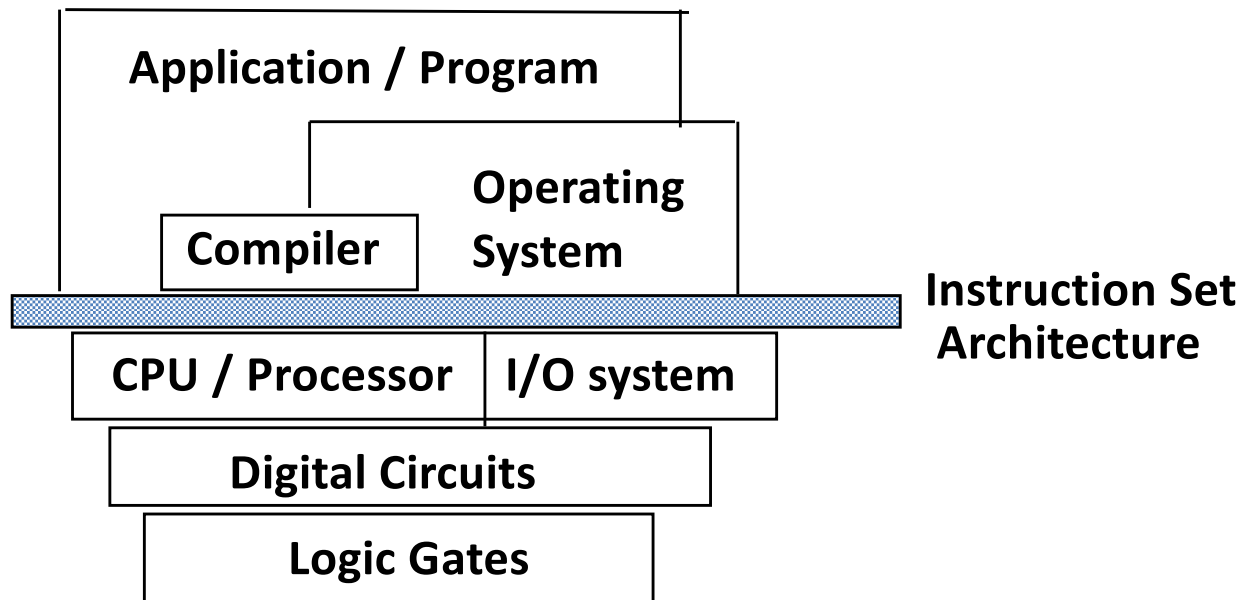 Application / Program
Operating
System
Compiler
Instruction Set
Architecture
CPU / Processor
I/O system
Digital Circuits
Logic Gates